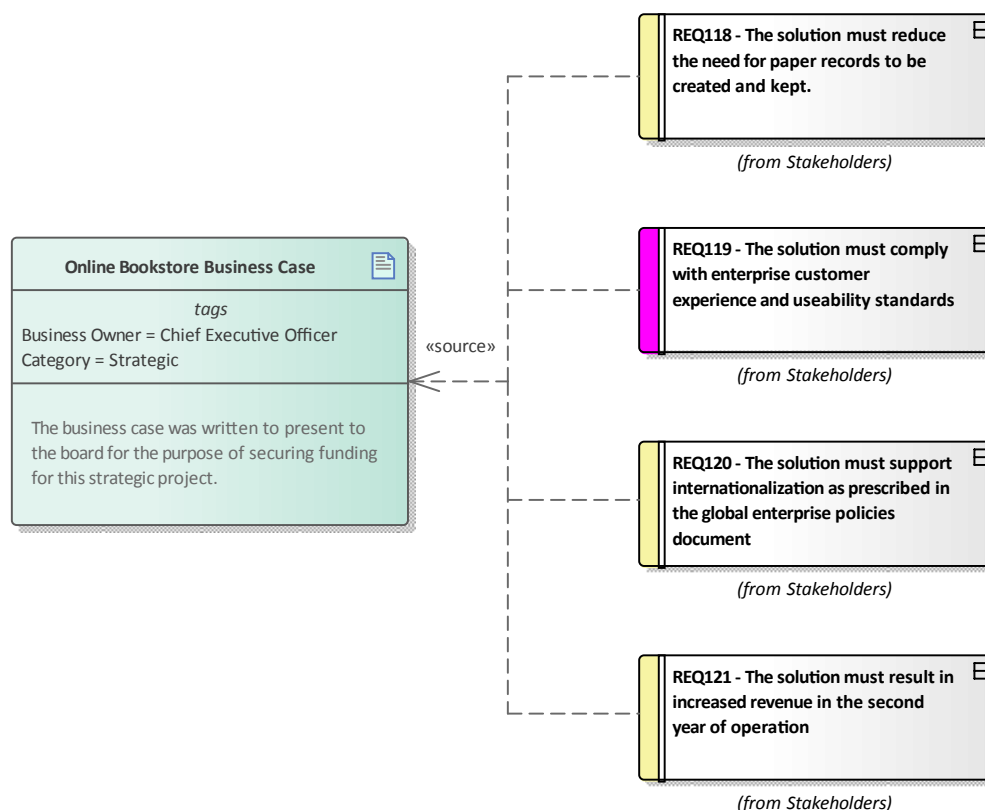 Online Bookstore Business Case
tags
Business Owner = Chief Executive Officer
Category = Strategic
The business case was written to present to
the board for the purpose of securing funding
for this strategic project.
«source»
REQ118 - The solution must reduce
the need for paper records to be
created and kept.
(from Stakeholders)
REQ119 - The solution must comply
with enterprise customer
experience and useability standards
(from Stakeholders)
REQ120 - The solution must support
internationalization as prescribed in
the global enterprise policies
document
(from Stakeholders)
REQ121 - The solution must result in
increased revenue in the second
year of operation
(from Stakeholders)